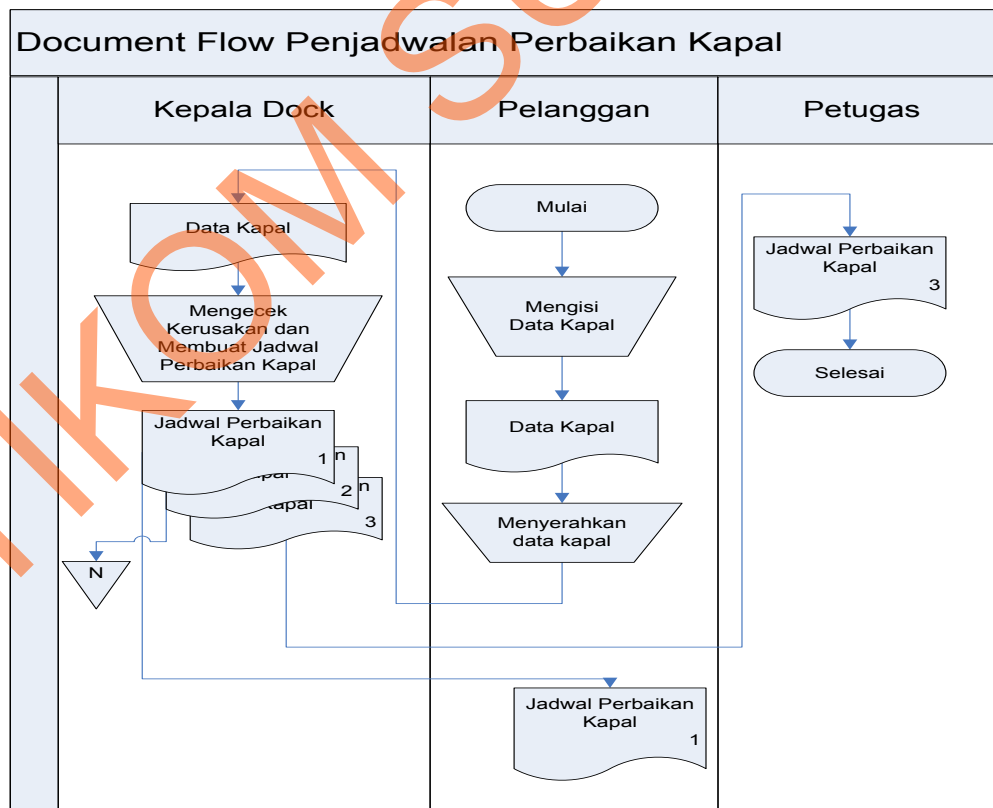 Document Flow Penjadwalan Perbaikan Kapal
Kepala Dock
Pelanggan
Petugas
Data Kapal
Mengecek
Kerusakan dan
Membuat Jadwal
Perbaikan Kapal
Jadwal Perbaikan
Kapal
1
n
2
n
3
N
Mulai
Mengisi
Data Kapal
Data Kapal
Menyerahkan
data kapal
Jadwal Perbaikan
Kapal
1
Jadwal Perbaikan
Kapal
3
Selesai